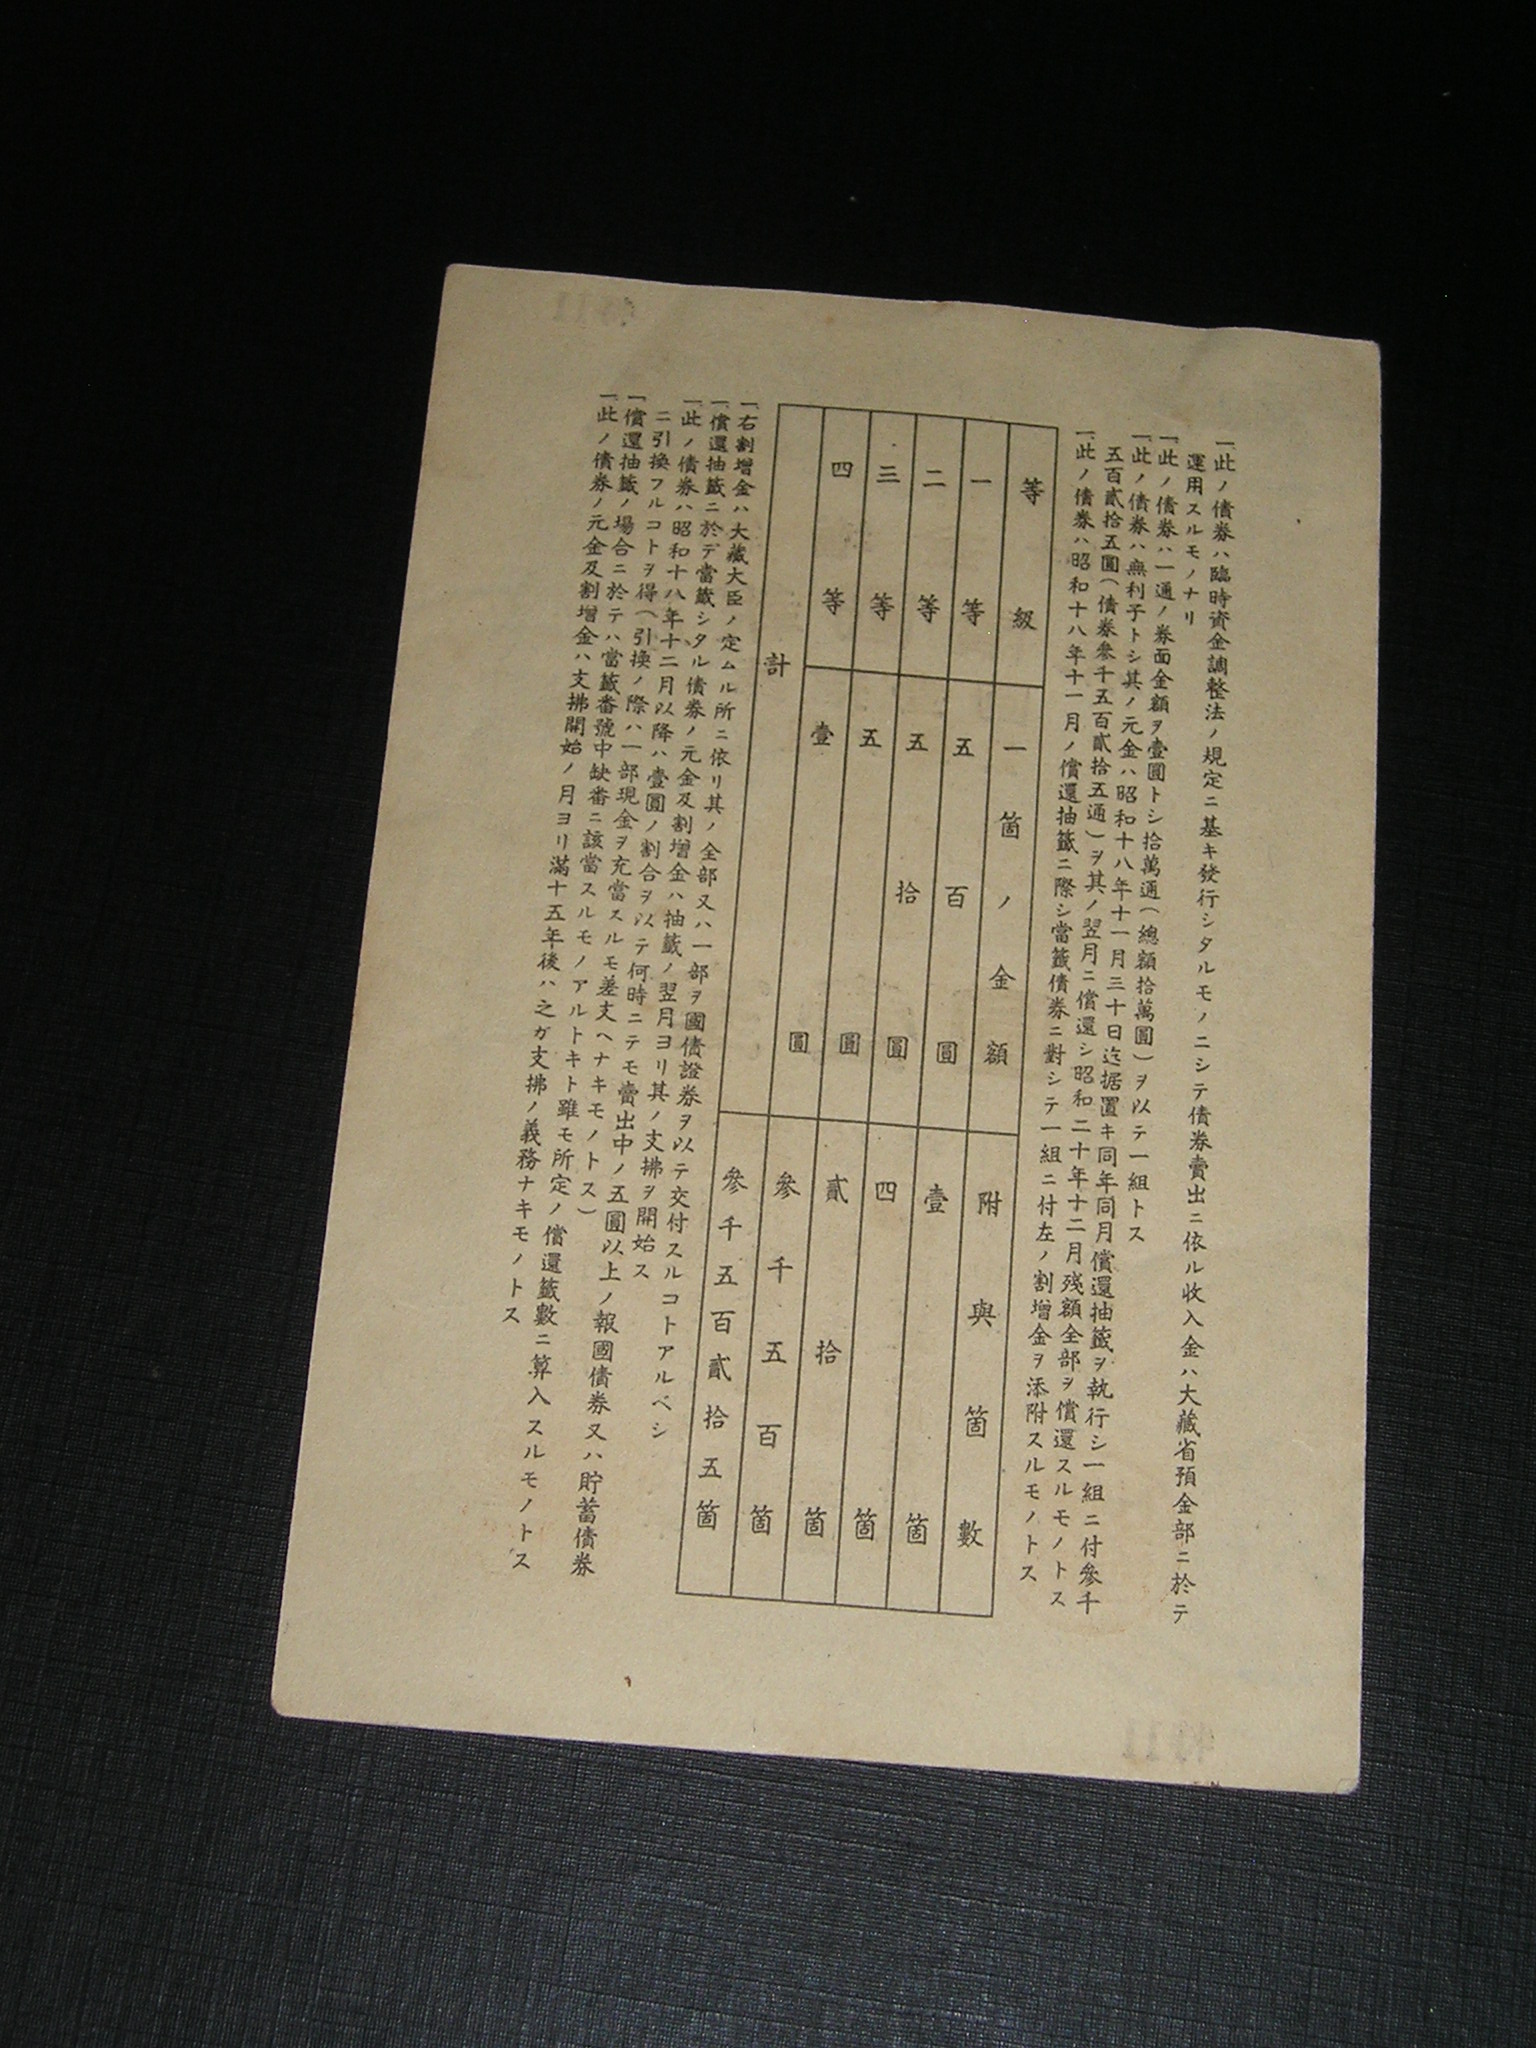 一此ノ債券ハ臨時資金調整法ノ規定ニ基キ發行シタルモノニシテ債券賣出ニ依ル收入金ハ大藏省預金部ニ於テ
運用スルモノナリ
一此ノ債券ハ一通ノ券面金額ヲ壹圓トシ拾萬通(總額拾萬圓)ヲ以テ一組トス
一此ノ債券ハ無利子トシ其ノ元金ハ昭和十八年十一月三十日迄据置キ同年同月償還抽籤ヲ執行シ一組ニ付參千
五百貳拾五圓(債券參千五百貳拾五通)ヲ其ノ翌月ニ償還シ昭和二十年十二月殘額全部ヲ償還スルモノトス
一此ノ債券ハ昭和十八年十一月ノ償還抽籤ニ際シ當籤債券ニ對シテ一組ニ付左ノ割增金ヲ添附スルモノトス
等級 一箇ノ金額 附與箇數
一等 五百圓 壹箇
二等 五拾圓 四箇
三等 五圓 貳拾箇
四等 壹圓 參千五百箇
計 參千五百貳拾五箇
一右割增金ハ大藏大臣ノ定ムル所ニ依リ其ノ全部又ハ一部ヲ國債證券ヲ以テ交付スルコトアルベシ
一償還抽籤ニ於テ當籤シタル債券ノ元金及割增金ハ抽籤ノ翌月ヨリ其ノ支拂ヲ開始ス
一此ノ債券ハ昭和十八年十二月以降ハ壹圓ノ割合ヲ以テ何時ニテモ賣出中ノ五圓以上ノ報國債券又ハ貯蓄債券
ニ引換フルコトヲ得(引換ノ際ハ一部現金ヲ充當スルモ差支ヘナキモノトス)
一償還抽籤ノ場合ニ於テハ當籤番號中缺番ニ該當スルモノアルトキト雖モ所定ノ償還籤數ニ算入スルモノトス
一此ノ債券ノ元金及割增金ハ支拂開始ノ月ヨリ滿十五年後ハ之ガ支拂ノ義務ナキモノトス